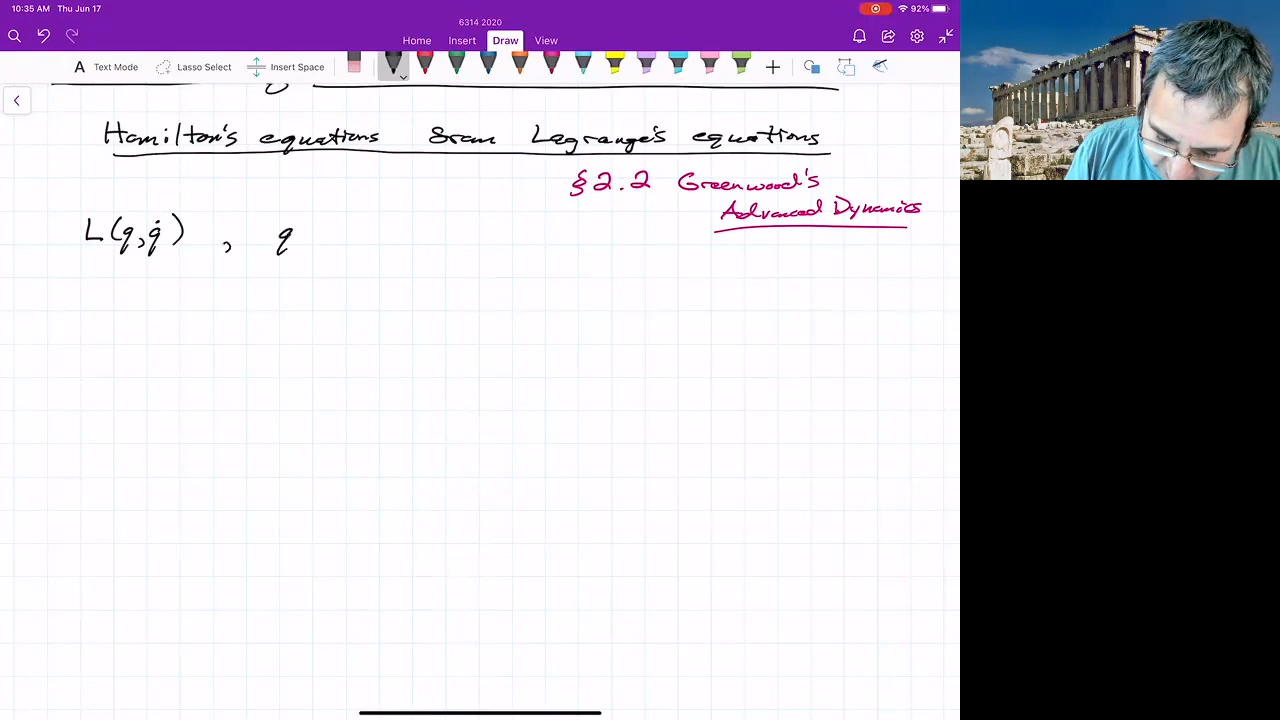 10:35 AM Thu Jun 17
92%
6314 2020
Home Insert Draw View
Text Mode Lasso Select Insert Space
Hamilton's equations from Lagrange's equations
§2.2 Greenwood's
Advanced Dynamics
L(q,q̇) , q